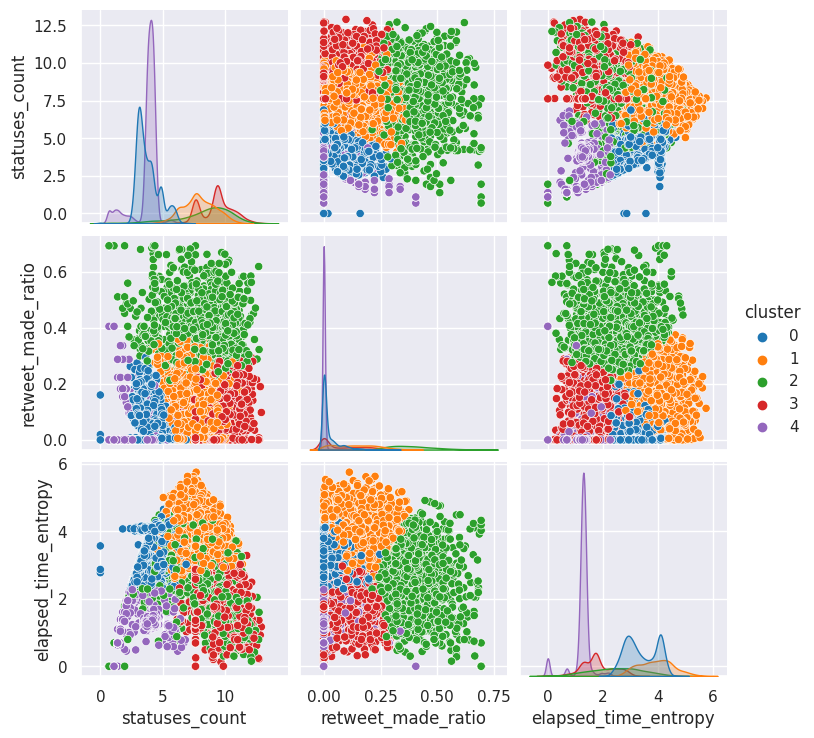 12.5
10.0
7.5
5.0
2.5
0.0
statuses_count
0.6
0.4
0.2
0.0
retweet_made_ratio
cluster
0
1
2
3
4
6
4
2
0
elapsed_time_entropy
0 5 10
0.00 0.25 0.50 0.75
0 2 4 6
statuses_count retweet_made_ratio elapsed_time_entropy